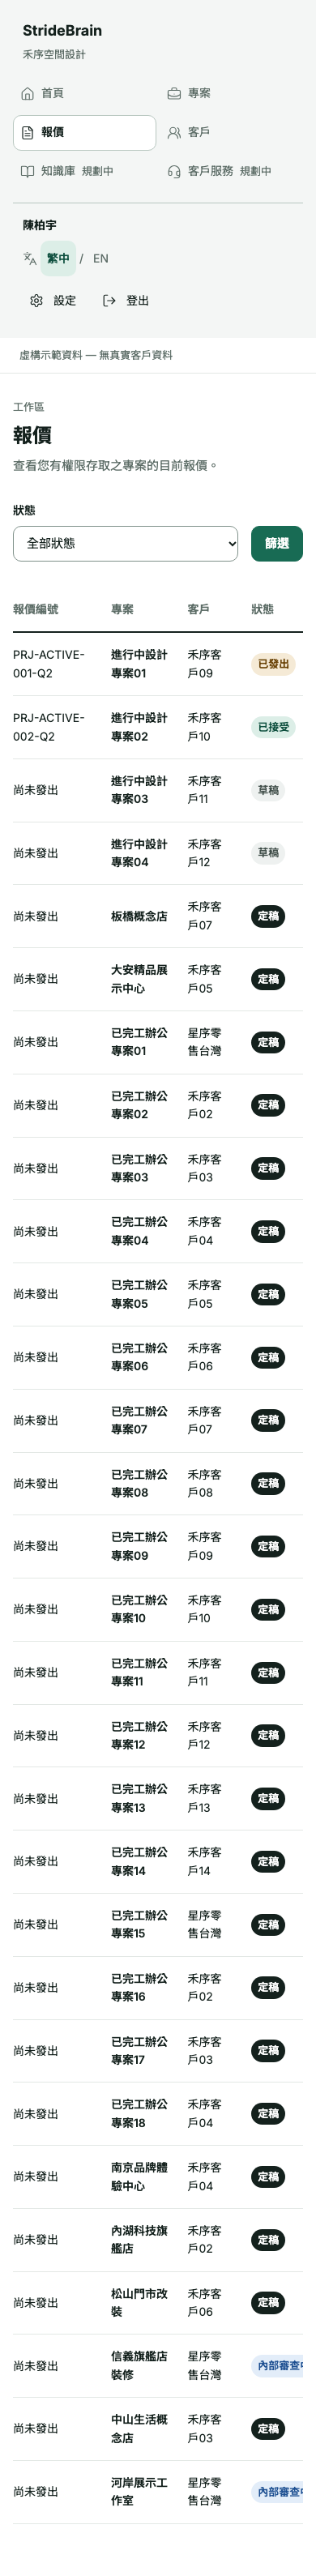 StrideBrain
禾序空間設計
首頁
專案
報價
客戶
知識庫 規劃中
客戶服務 規劃中
陳柏宇
繁中 / EN
設定
登出
虛構示範資料 — 無真實客戶資料
工作區
報價
查看您有權限存取之專案的目前報價。
狀態
全部狀態
篩選
報價編號 專案 客戶 狀態
PRJ-ACTIVE-001-Q2 進行中設計專案01 禾序客戶09 已發出
PRJ-ACTIVE-002-Q2 進行中設計專案02 禾序客戶10 已接受
尚未發出 進行中設計專案03 禾序客戶11 草稿
尚未發出 進行中設計專案04 禾序客戶12 草稿
尚未發出 板橋概念店 禾序客戶07 定稿
尚未發出 大安精品展示中心 禾序客戶05 定稿
尚未發出 已完工辦公專案01 星序零售台灣 定稿
尚未發出 已完工辦公專案02 禾序客戶02 定稿
尚未發出 已完工辦公專案03 禾序客戶03 定稿
尚未發出 已完工辦公專案04 禾序客戶04 定稿
尚未發出 已完工辦公專案05 禾序客戶05 定稿
尚未發出 已完工辦公專案06 禾序客戶06 定稿
尚未發出 已完工辦公專案07 禾序客戶07 定稿
尚未發出 已完工辦公專案08 禾序客戶08 定稿
尚未發出 已完工辦公專案09 禾序客戶09 定稿
尚未發出 已完工辦公專案10 禾序客戶10 定稿
尚未發出 已完工辦公專案11 禾序客戶11 定稿
尚未發出 已完工辦公專案12 禾序客戶12 定稿
尚未發出 已完工辦公專案13 禾序客戶13 定稿
尚未發出 已完工辦公專案14 禾序客戶14 定稿
尚未發出 已完工辦公專案15 星序零售台灣 定稿
尚未發出 已完工辦公專案16 禾序客戶02 定稿
尚未發出 已完工辦公專案17 禾序客戶03 定稿
尚未發出 已完工辦公專案18 禾序客戶04 定稿
尚未發出 南京品牌體驗中心 禾序客戶04 定稿
尚未發出 內湖科技旗艦店 禾序客戶02 定稿
尚未發出 松山門市改裝 禾序客戶06 定稿
尚未發出 信義旗艦店裝修 星序零售台灣 內部審查
尚未發出 中山生活概念店 禾序客戶03 定稿
尚未發出 河岸展示工作室 星序零售台灣 內部審查